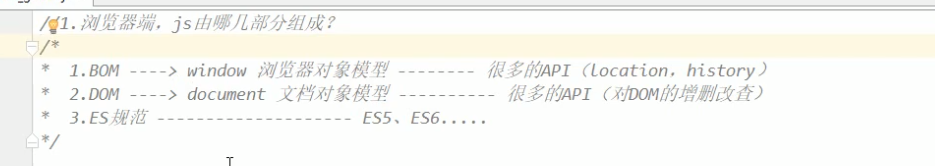 //1.浏览器端，js由哪几部分组成？
/*
*  1.BOM ----> window 浏览器对象模型 -------- 很多的API（location，history）
*  2.DOM ----> document 文档对象模型 ---------- 很多的API（对DOM的增删改查）
*  3.ES规范 -------------------- ES5、ES6.....
*/